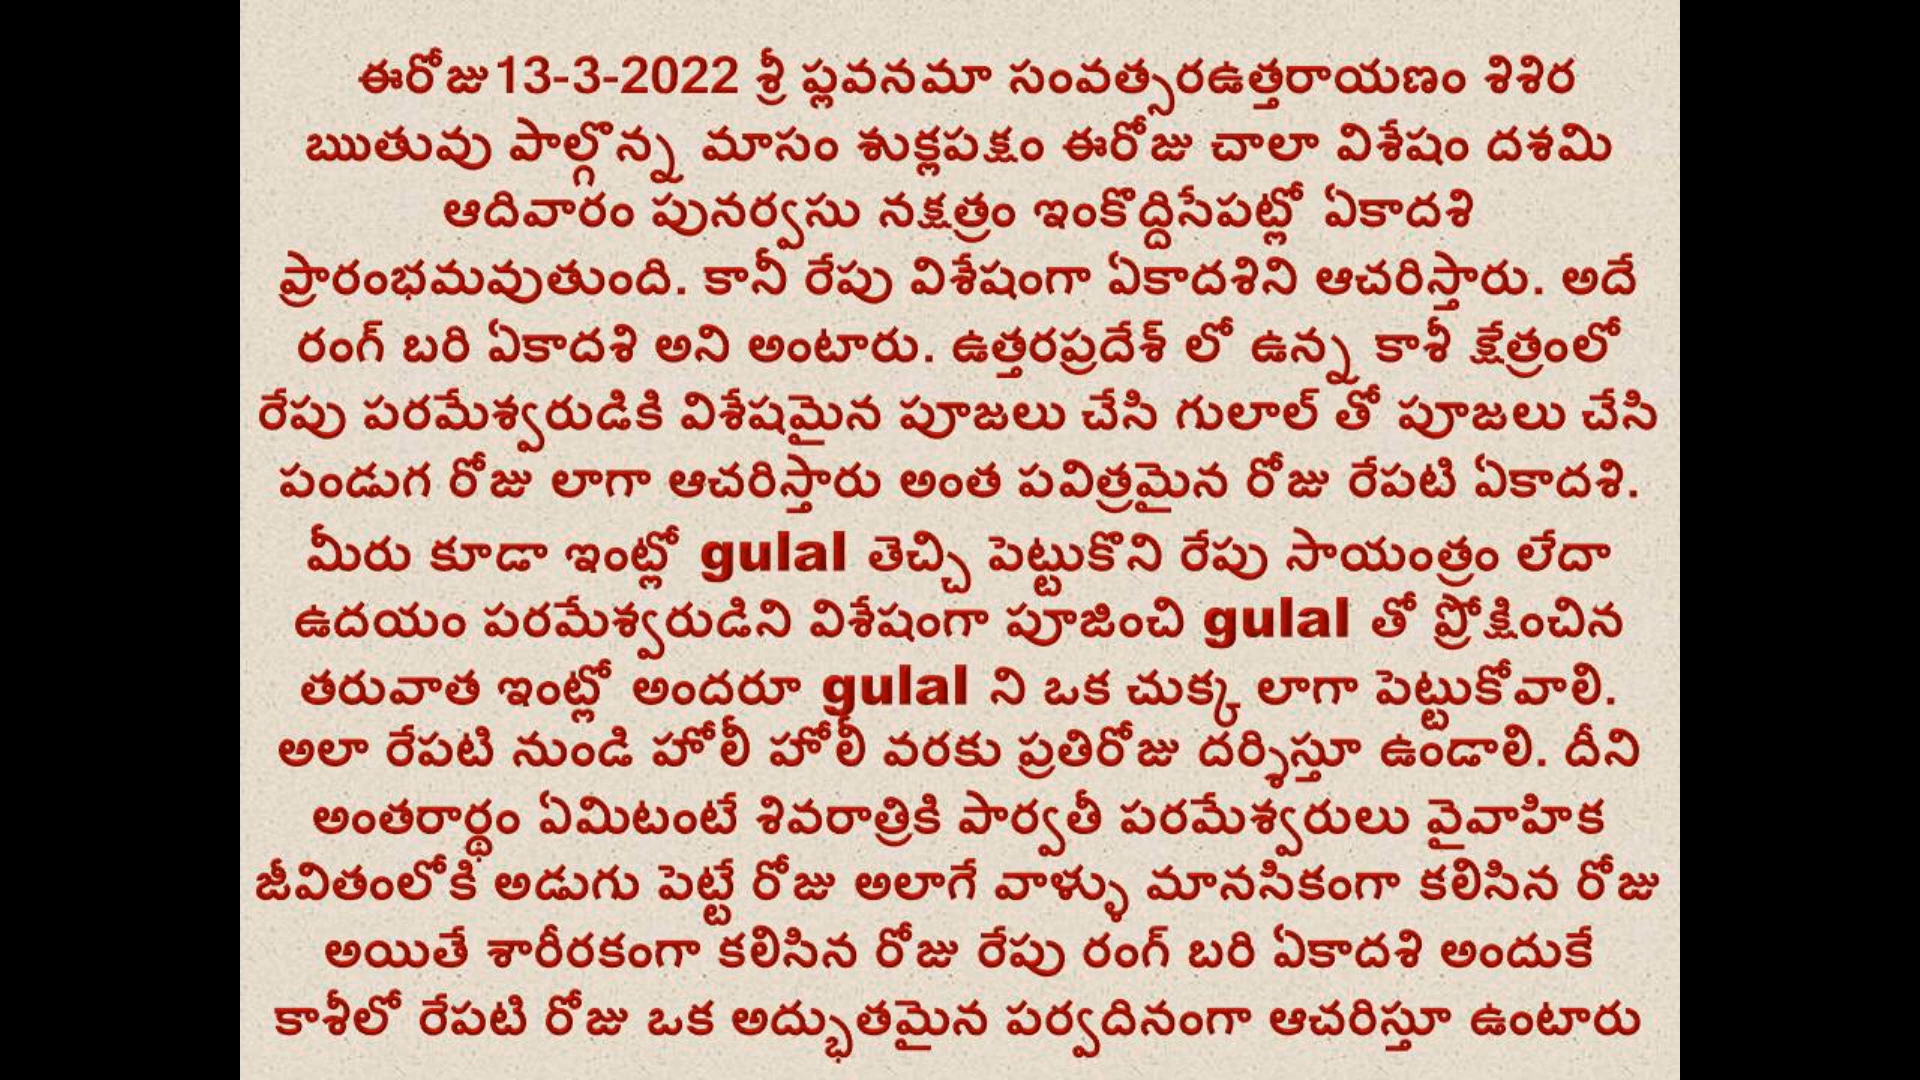 ఈరోజు13-3-2022 శ్రీ ప్లవనమా సంవత్సరఉత్తరాయణం శిశిర
ఋుతువు పాల్గొన్న మాసం శుక్లపక్షం ఈరోజు చాలా విశేషం దశమి
ఆదివారం పునర్వసు నక్షత్రం ఇంకొద్దిసేపట్లో ఏకాదశి
ప్రారంభమవుతుంది. కానీ రేపు విశేషంగా ఏకాదశిని ఆచరిస్తారు. అదే
రంగ్ బరి ఏకాదశి అని అంటారు. ఉత్తరప్రదేశ్ లో ఉన్న కాశీ క్షేత్రంలో
రేపు పరమేశ్వరుడికి విశేషమైన పూజలు చేసి గులాల్ తో పూజలు చేసి
పండుగ రోజు లాగా ఆచరిస్తారు అంత పవిత్రమైన రోజు రేపటి ఏకాదశి.
మీరు కూడా ఇంట్లో gulal తెచ్చి పెట్టుకొని రేపు సాయంత్రం లేదా
ఉదయం పరమేశ్వరుడిని విశేషంగా పూజించి gulal తో ప్రోక్షించిన
తరువాత ఇంట్లో అందరూ gulal ని ఒక చుక్క లాగా పెట్టుకోవాలి.
అలా రేపటి నుండి హోలీ హోలీ వరకు ప్రతిరోజు దర్శిస్తూ ఉండాలి. దీని
అంతరార్థం ఏమిటంటే శివరాత్రికి పార్వతీ పరమేశ్వరులు వైవాహిక
జీవితంలోకి అడుగు పెట్టే రోజు అలాగే వాళ్ళు మానసికంగా కలిసిన రోజు
అయితే శారీరకంగా కలిసిన రోజు రేపు రంగ్ బరి ఏకాదశి అందుకే
కాశీలో రేపటి రోజు ఒక అద్భుతమైన పర్వదినంగా ఆచరిస్తూ ఉంటారు